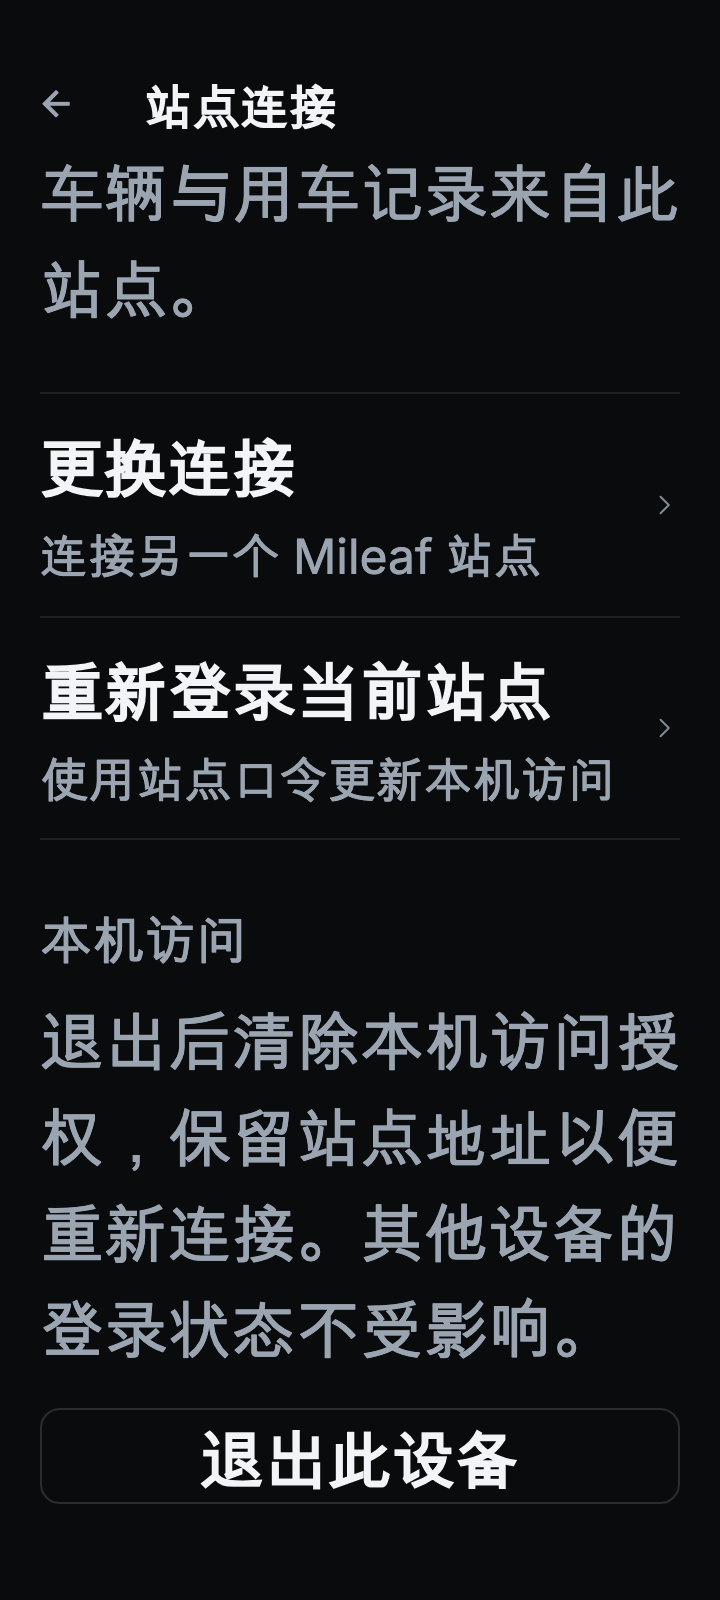 站点连接
车辆与用车记录来自此
站点。
更换连接
连接另一个 Mileaf 站点
重新登录当前站点
使用站点口令更新本机访问
本机访问
退出后清除本机访问授
权，保留站点地址以便
重新连接。其他设备的
登录状态不受影响。
退出此设备